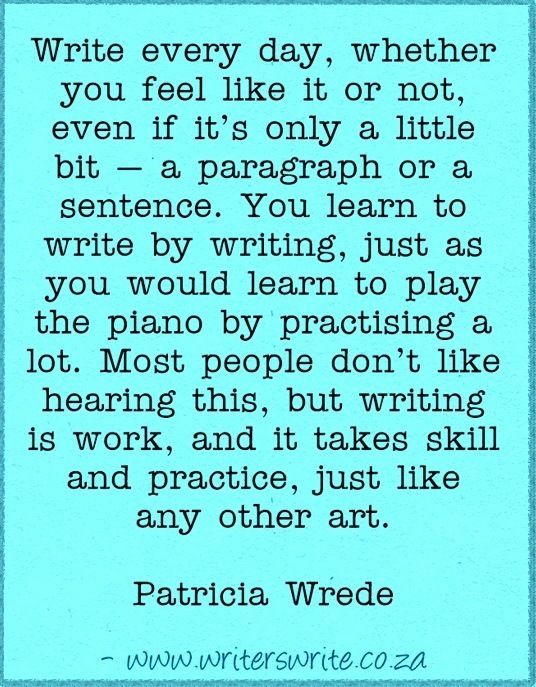 Write every day, whether
you feel like it or not,
even if it's only a little
bit — a paragraph or a
sentence. You learn to
write by writing, just as
you would learn to play
the piano by practising a
lot. Most people don't like
hearing this, but writing
is work, and it takes skill
and practice, just like
any other art.
Patricia Wrede
- www.writerswrite.co.za